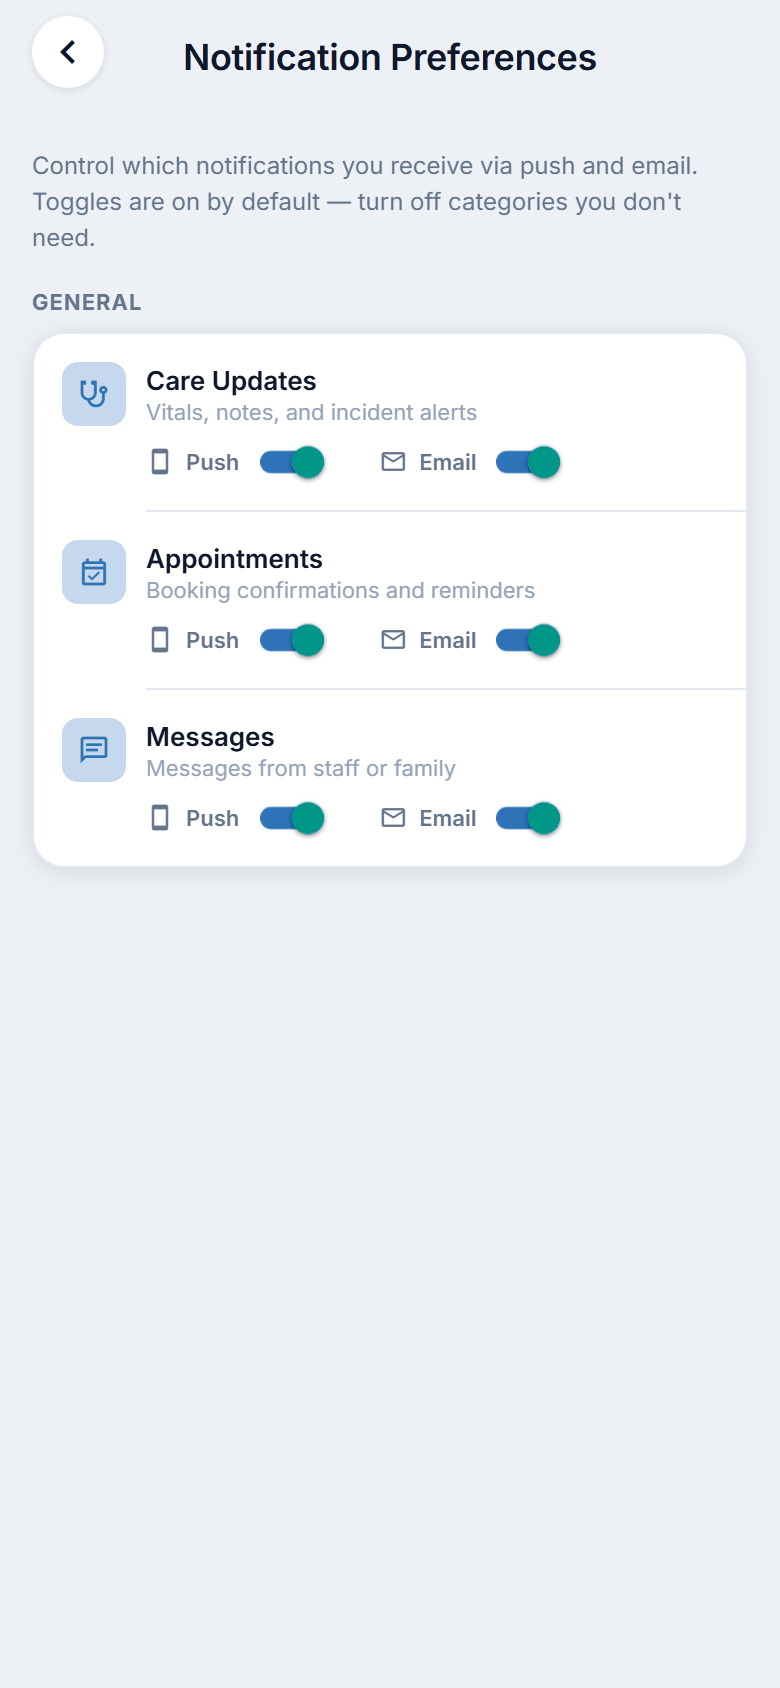 Notification Preferences
Control which notifications you receive via push and email.
Toggles are on by default — turn off categories you don't
need.
GENERAL
Care Updates
Vitals, notes, and incident alerts
Push Email
Appointments
Booking confirmations and reminders
Push Email
Messages
Messages from staff or family
Push Email